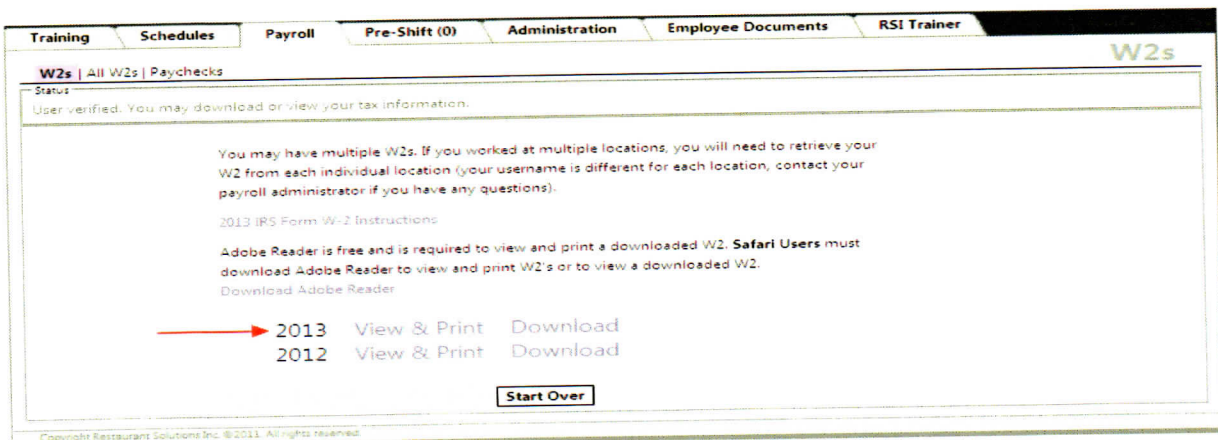 Training Schedules Payroll Pre-Shift (0) Administration Employee Documents RSI Trainer
W2s
W2s | All W2s | Paychecks
Status
User verified. You may download or view your tax information.
You may have multiple W2s. If you worked at multiple locations, you will need to retrieve your
W2 from each individual location (your username is different for each location, contact your
payroll administrator if you have any questions).
2013 IRS Form W-2 Instructions
Adobe Reader is free and is required to view and print a downloaded W2. Safari Users must
download Adobe Reader to view and print W2's or to view a downloaded W2.
Download Adobe Reader
2013 View & Print Download
2012 View & Print Download
Start Over
Copyright Restaurant Solutions Inc. ©2011. All rights reserved.